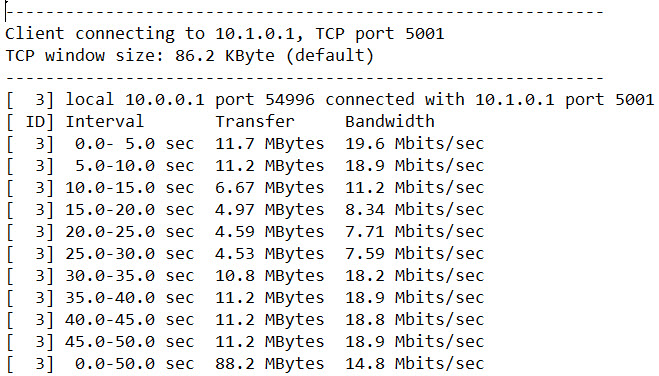 ------------------------------------------------------------
Client connecting to 10.1.0.1, TCP port 5001
TCP window size: 86.2 KByte (default)
------------------------------------------------------------
[  3] local 10.0.0.1 port 54996 connected with 10.1.0.1 port 5001
[ ID] Interval       Transfer     Bandwidth
[  3]  0.0- 5.0 sec  11.7 MBytes  19.6 Mbits/sec
[  3]  5.0-10.0 sec  11.2 MBytes  18.9 Mbits/sec
[  3] 10.0-15.0 sec  6.67 MBytes  11.2 Mbits/sec
[  3] 15.0-20.0 sec  4.97 MBytes  8.34 Mbits/sec
[  3] 20.0-25.0 sec  4.59 MBytes  7.71 Mbits/sec
[  3] 25.0-30.0 sec  4.53 MBytes  7.59 Mbits/sec
[  3] 30.0-35.0 sec  10.8 MBytes  18.2 Mbits/sec
[  3] 35.0-40.0 sec  11.2 MBytes  18.9 Mbits/sec
[  3] 40.0-45.0 sec  11.2 MBytes  18.8 Mbits/sec
[  3] 45.0-50.0 sec  11.2 MBytes  18.9 Mbits/sec
[  3]  0.0-50.0 sec  88.2 MBytes  14.8 Mbits/sec